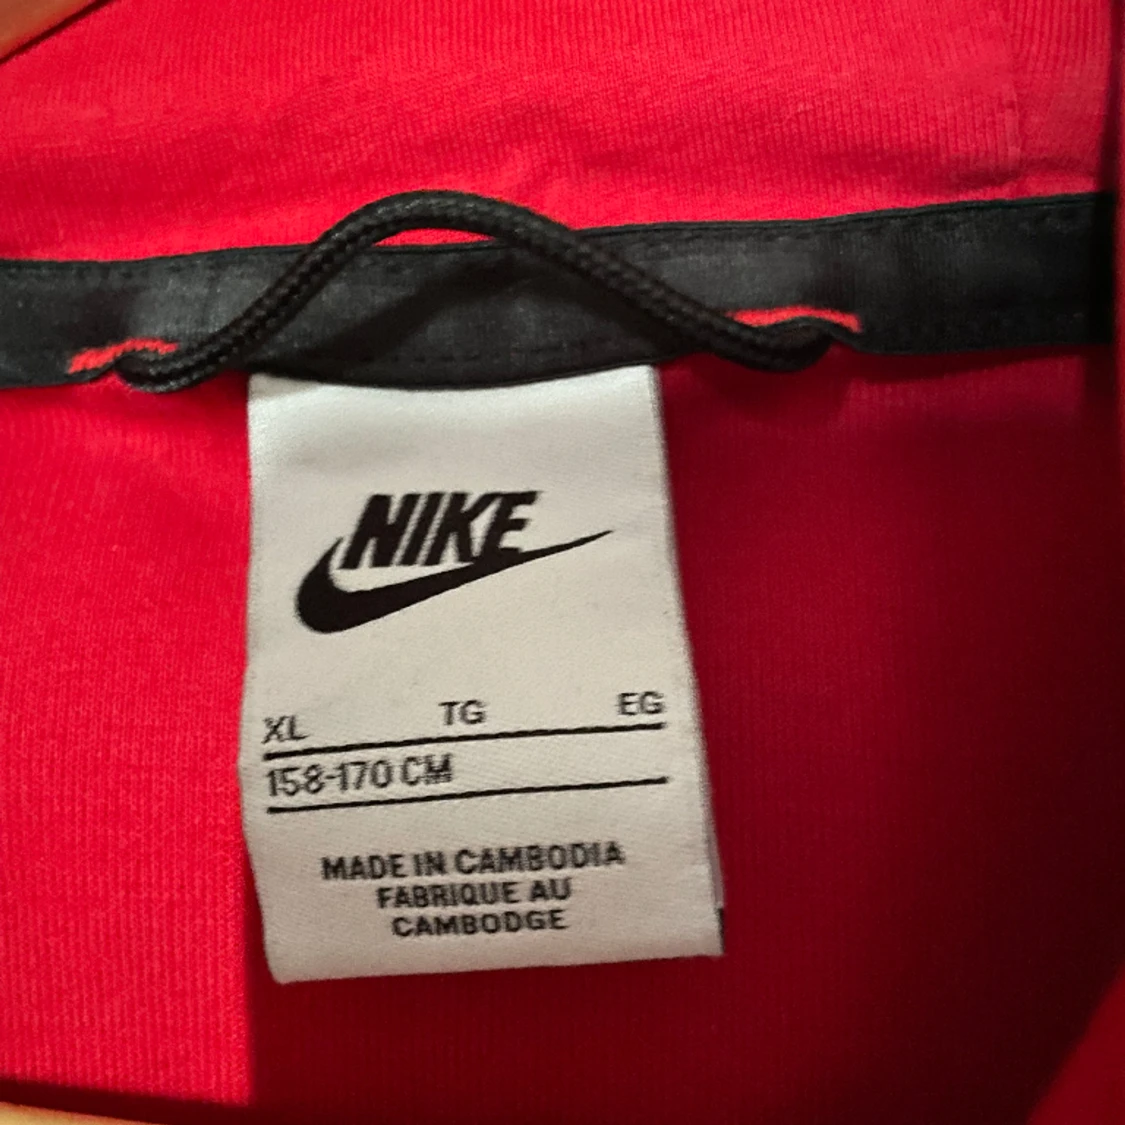 NIKE
XL TG EG
158-170 CM
MADE IN CAMBODIA
FABRIQUE AU
CAMBODGE